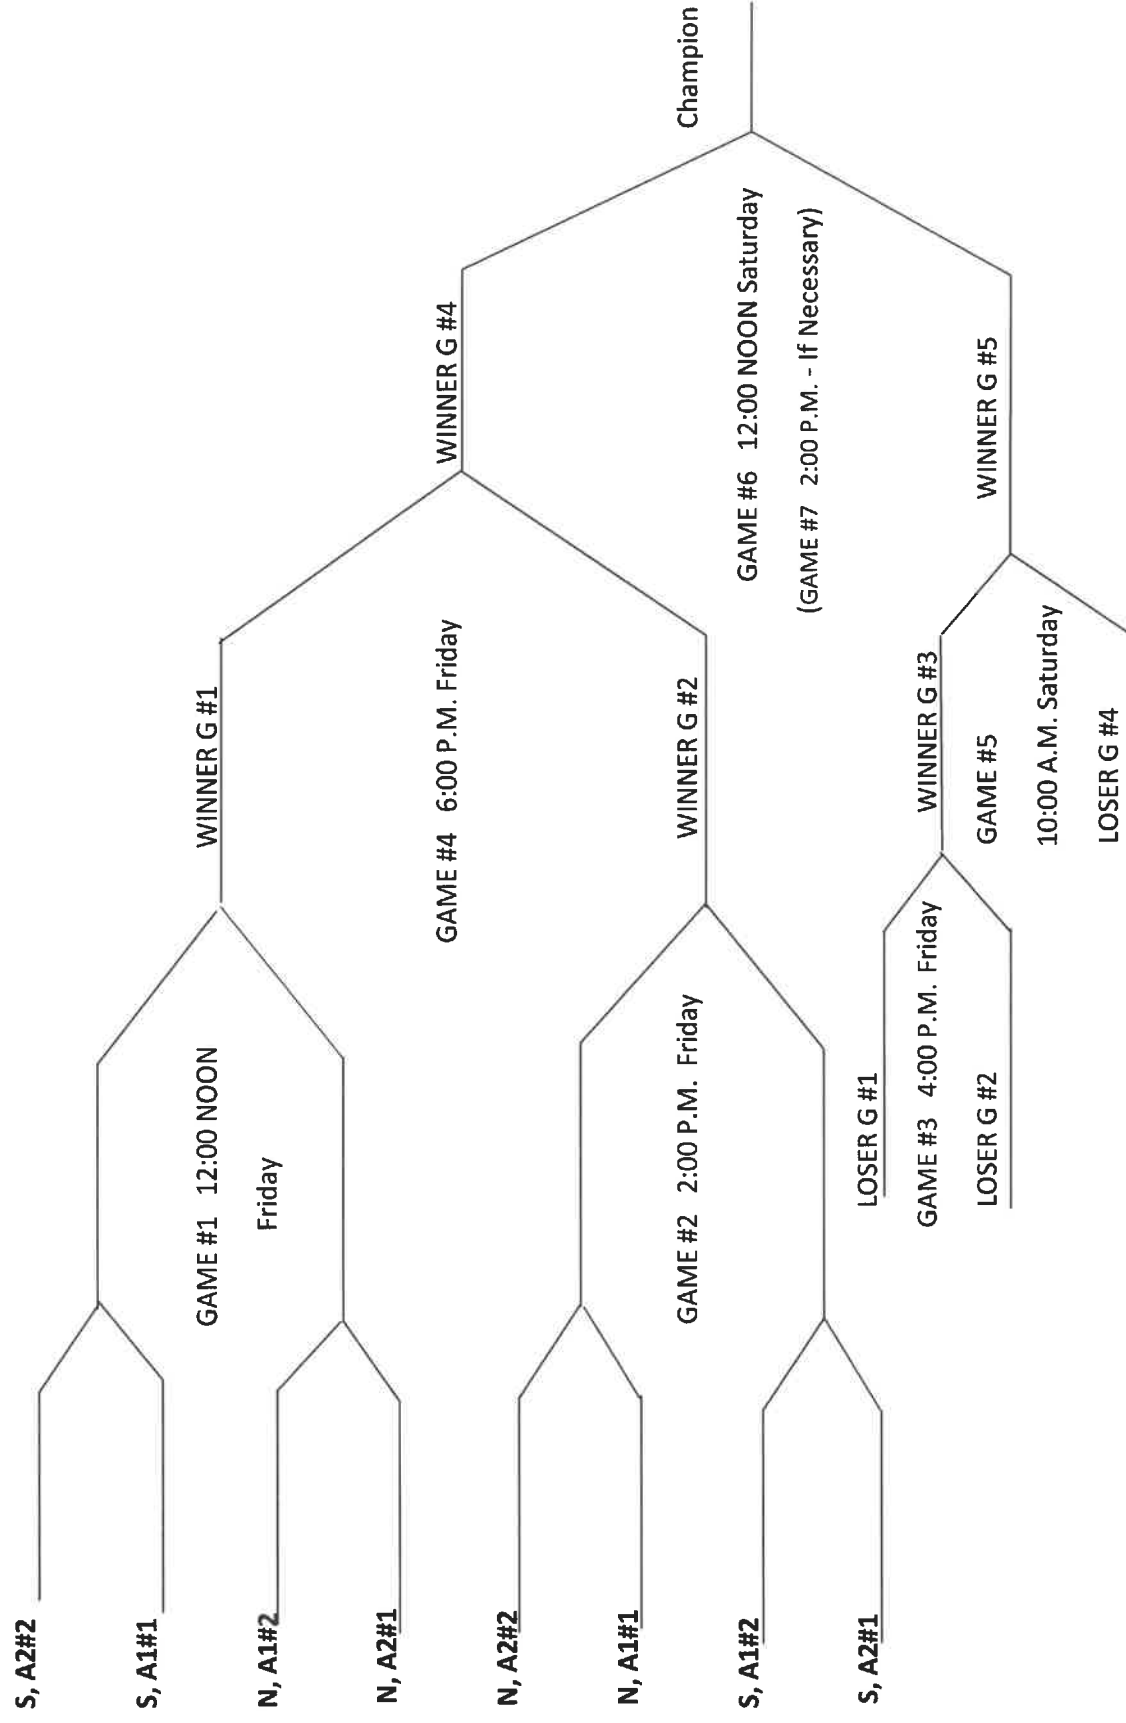 S, A2#2
S, A1#1
N, A1#2
N, A2#1
N, A2#2
N, A1#1
S, A1#2
S, A2#1
GAME #1 12:00 NOON
Friday
GAME #2 2:00 P.M. Friday
LOSER G #1
GAME #3 4:00 P.M. Friday
LOSER G #2
WINNER G #1
GAME #4 6:00 P.M. Friday
WINNER G #2
WINNER G #3
GAME #5
10:00 A.M. Saturday
LOSER G #4
WINNER G #4
GAME #6 12:00 NOON Saturday
(GAME #7 2:00 P.M. - If Necessary)
WINNER G #5
Champion